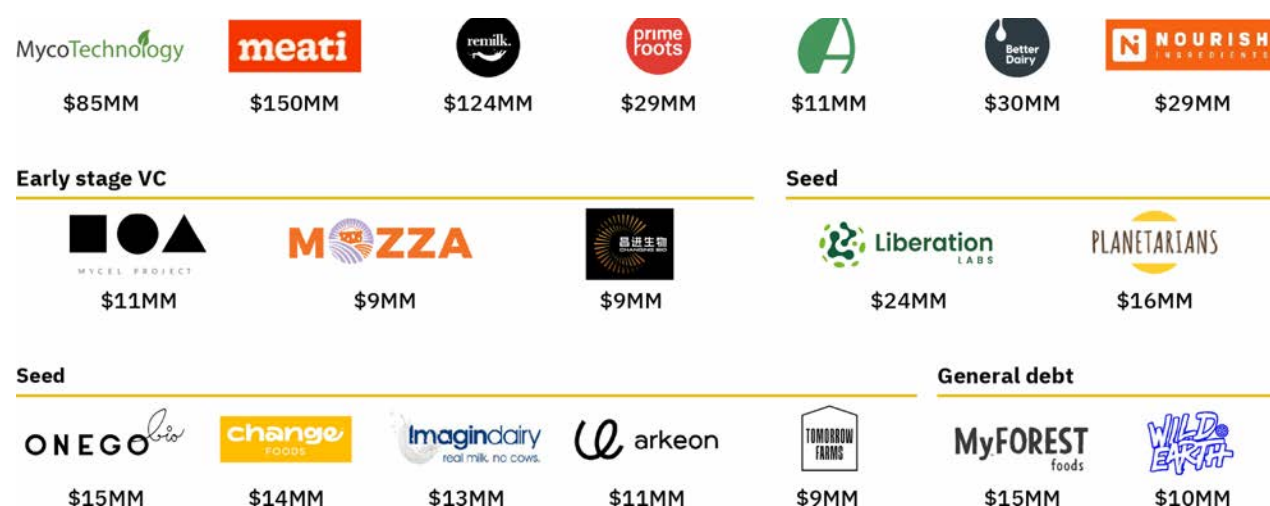 MycoTechnology meati remilk. prime roots Better Dairy NOURISH INGREDIENTS
$85MM $150MM $124MM $29MM $11MM $30MM $29MM
Early stage VC Seed
MYCEL PROJECT MOZZA 昌进生物 CHANGING BIO Liberation LABS PLANETARIANS
$11MM $9MM $9MM $24MM $16MM
Seed General debt
ONEGO bio change FOODS Imagindairy real milk. no cows. arkeon TOMORROW FARMS MyFOREST foods WILD EARTH
$15MM $14MM $13MM $11MM $9MM $15MM $10MM